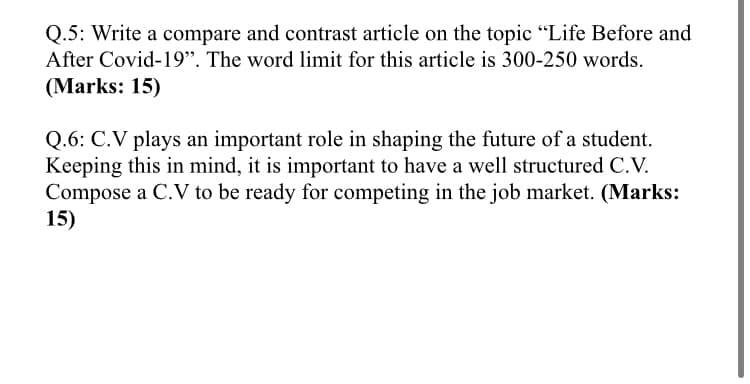 Q.5: Write a compare and contrast article on the topic “Life Before and
After Covid-19”. The word limit for this article is 300-250 words.
(Marks: 15)
Q.6: C.V plays an important role in shaping the future of a student.
Keeping this in mind, it is important to have a well structured C.V.
Compose a C.V to be ready for competing in the job market. (Marks:
15)